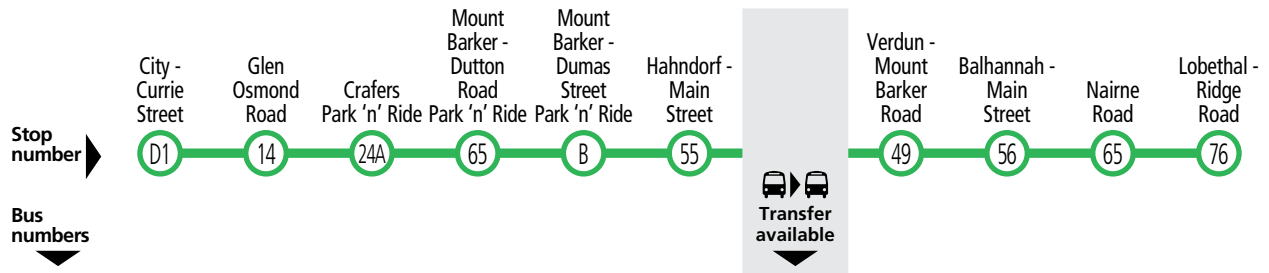 City -
Currie
Street
Glen
Osmond
Road
Crafers
Park ‘n’ Ride
Mount
Barker -
Dutton
Road
Park ‘n’ Ride
Mount
Barker -
Dumas
Street
Park ‘n’ Ride
Hahndorf -
Main
Street
Verdun -
Mount
Barker
Road
Balhannah -
Main
Street
Nairne
Road
Lobethal -
Ridge
Road
Stop
number
D1
14
24A
65
B
55
49
56
65
76
Transfer
available
Bus
numbers